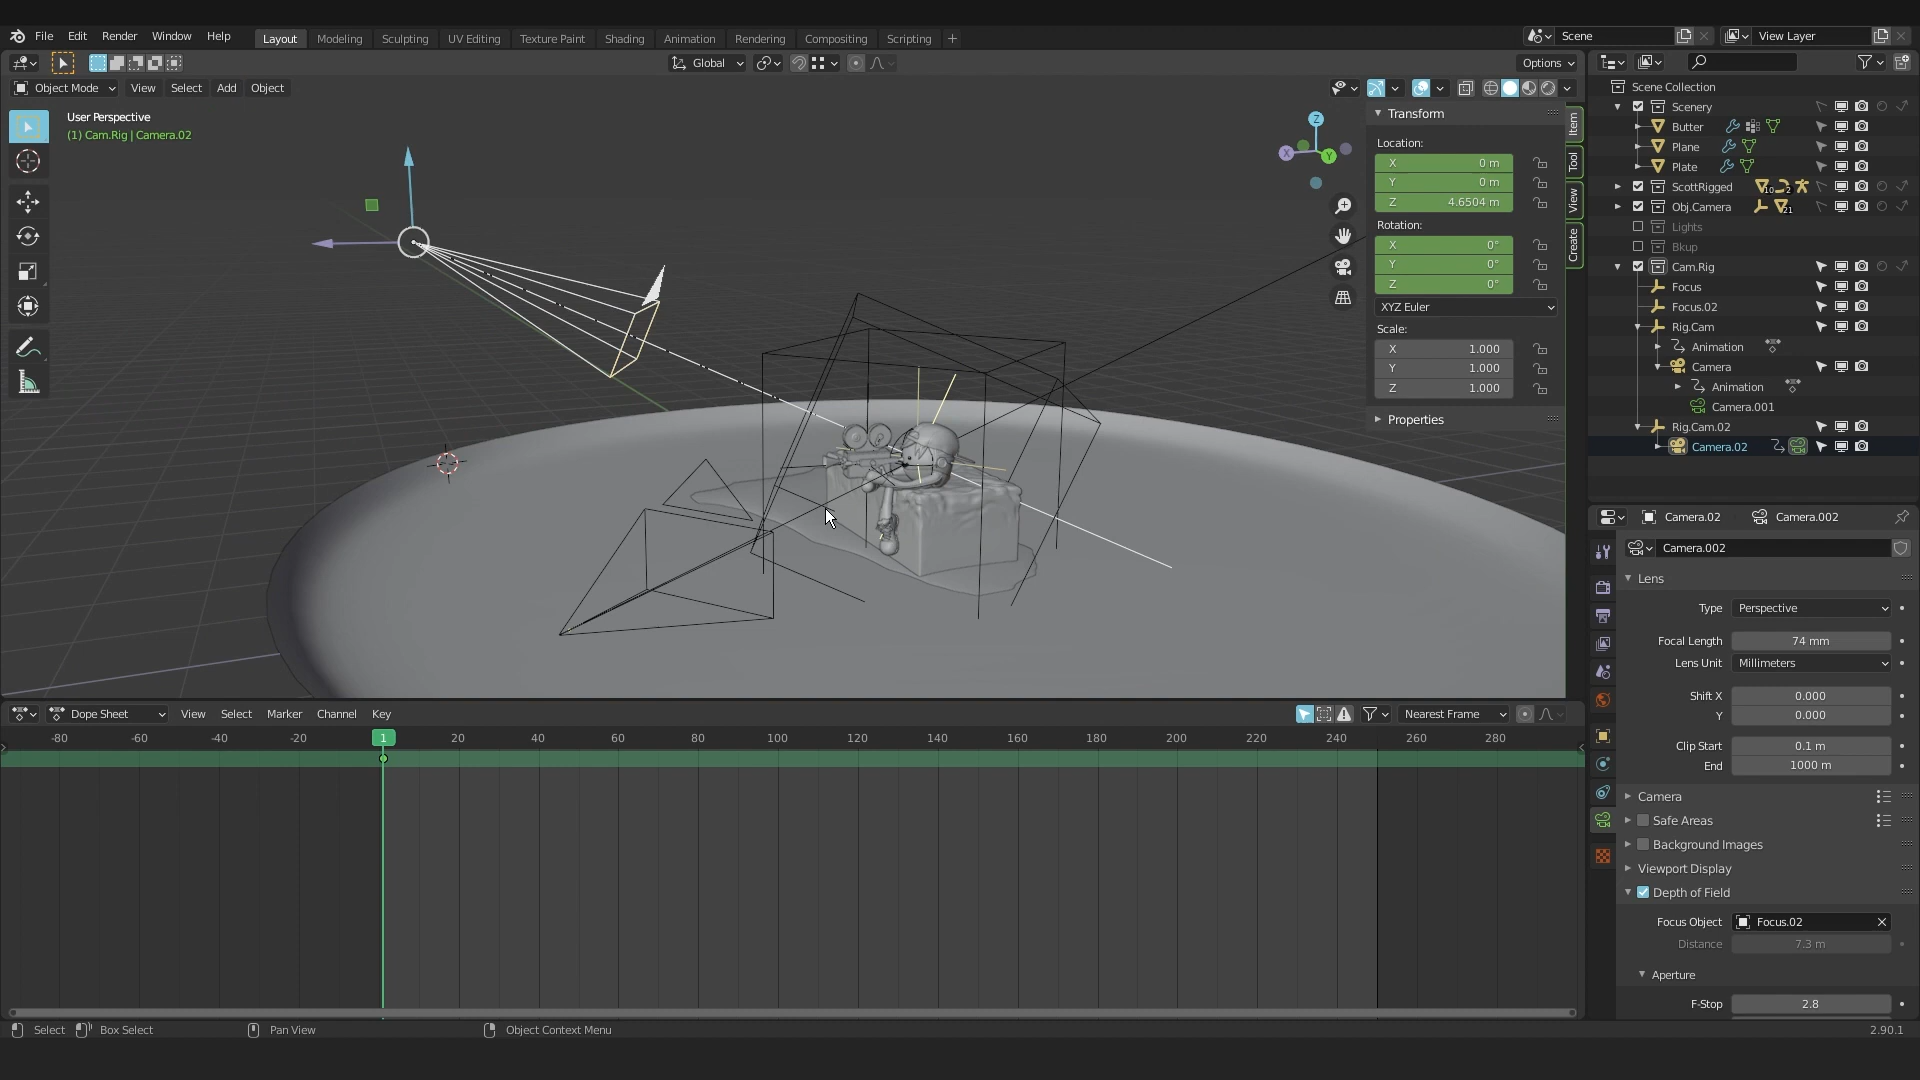 File Edit Render Window Help Layout Modeling Sculpting UV Editing Texture Paint Shading Animation Rendering Compositing Scripting + Scene View Layer
Global Options
Object Mode View Select Add Object
User Perspective
(1) Cam.Rig | Camera.02
Z
X
Y
Transform
Location:
X 0 m
Y 0 m
Z 4.6504 m
Rotation:
X 0°
Y 0°
Z 0°
XYZ Euler
Scale:
X 1.000
Y 1.000
Z 1.000
Properties
Item
Tool
View
Create
Scene Collection
Scenery
Butter
Plane
Plate
ScottRigged 10 2
Obj.Camera 21
Lights
Bkup
Cam.Rig
Focus
Focus.02
Rig.Cam
Animation
Camera
Animation
Camera.001
Rig.Cam.02
Camera.02
Camera.02 Camera.002
Camera.002
Lens
Type Perspective
Focal Length 74 mm
Lens Unit Millimeters
Shift X 0.000
Y 0.000
Clip Start 0.1 m
End 1000 m
Camera
Safe Areas
Background Images
Viewport Display
Depth of Field
Focus Object Focus.02
Distance 7.3 m
Aperture
F-Stop 2.8
Dope Sheet View Select Marker Channel Key Nearest Frame
-80 -60 -40 -20 1 20 40 60 80 100 120 140 160 180 200 220 240 260 280
Select Box Select Pan View Object Context Menu 2.90.1